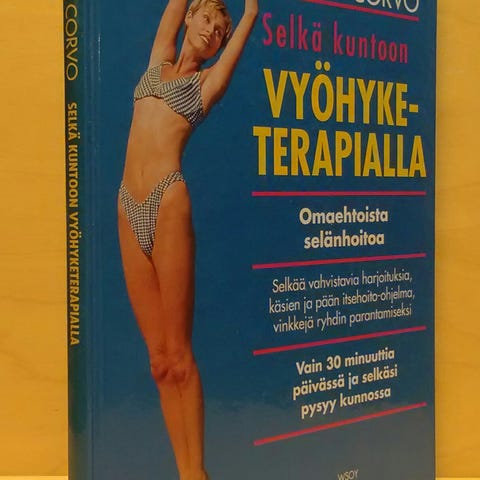 CORVO
Selkä kuntoon
VYÖHYKE-
TERAPIALLA
Omaehtoista
selänhoitoa
Selkää vahvistavia harjoituksia,
käsien ja pään itsehoito-ohjelma,
vinkkejä ryhdin parantamiseksi
Vain 30 minuuttia
päivässä ja selkäsi
pysyy kunnossa
WSOY
CORVO SELKÄ KUNTOON VYÖHYKETERAPIALLA